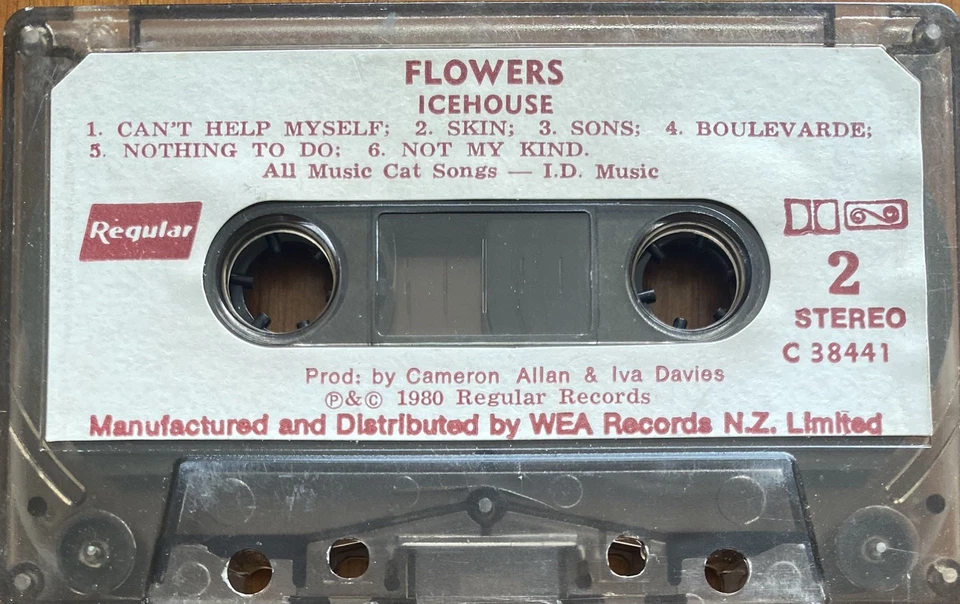 FLOWERS
ICEHOUSE
1. CAN'T HELP MYSELF; 2. SKIN; 3. SONS; 4. BOULEVARDE;
5. NOTHING TO DO; 6. NOT MY KIND.
All Music Cat Songs — I.D. Music
Regular
2
STEREO
C 38441
Prod: by Cameron Allan & Iva Davies
℗&© 1980 Regular Records
Manufactured and Distributed by WEA Records N.Z. Limited